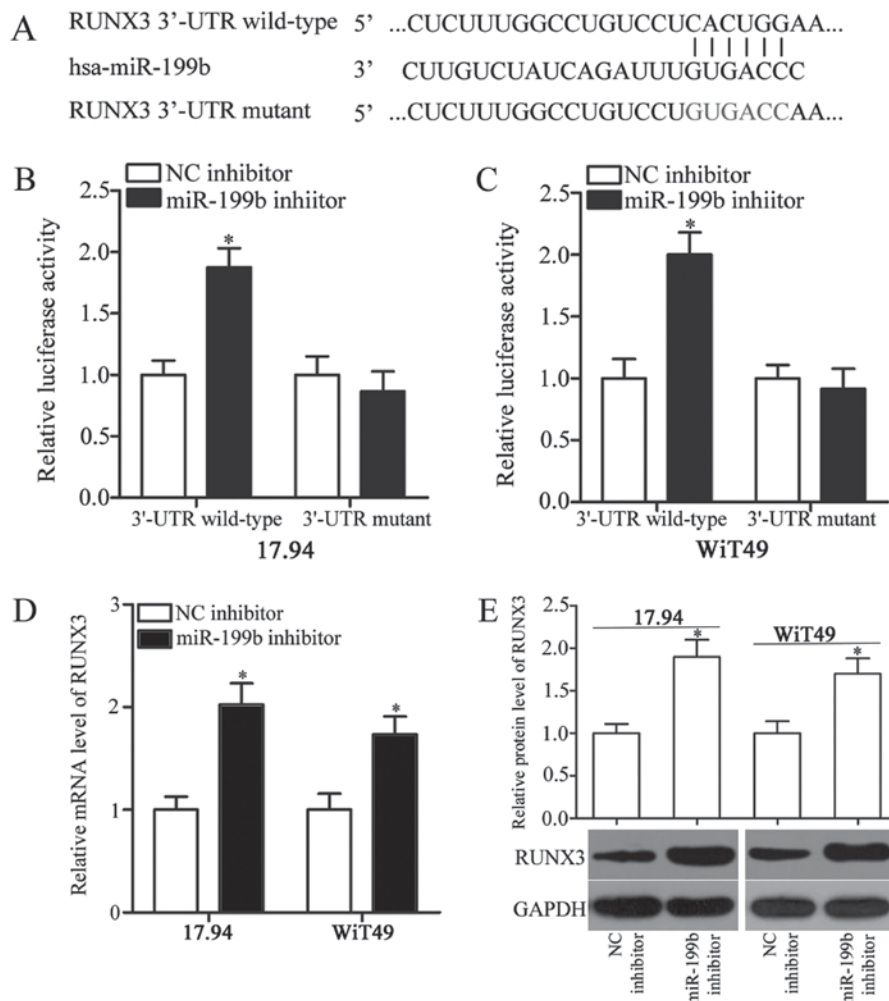 A
RUNX3 3'-UTR wild-type 5' ...CUCUUUGGCCUGUCCUCACUGGAA...
hsa-miR-199b 3' CUUGUCUAUCAGAUUUGUGACCC
RUNX3 3'-UTR mutant 5' ...CUCUUUGGCCUGUCCUGUGACCAA...
B
NC inhibitor
miR-199b inhiitor
Relative luciferase activity
2.5
2.0
1.5
1.0
0.5
0.0
*
3'-UTR wild-type 3'-UTR mutant
17.94
C
NC inhibitor
miR-199b inhiitor
Relative luciferase activity
2.5
2.0
1.5
1.0
0.5
0.0
*
3'-UTR wild-type 3'-UTR mutant
WiT49
D
NC inhibitor
miR-199b inhibitor
Relative mRNA level of RUNX3
3
2
1
0
* *
17.94 WiT49
E
Relative protein level of RUNX3
2.5
2.0
1.5
1.0
0.5
0.0
17.94 WiT49
* *
RUNX3
GAPDH
NC
inhibitor
miR-199b
inhibitor
NC
inhibitor
miR-199b
inhibitor